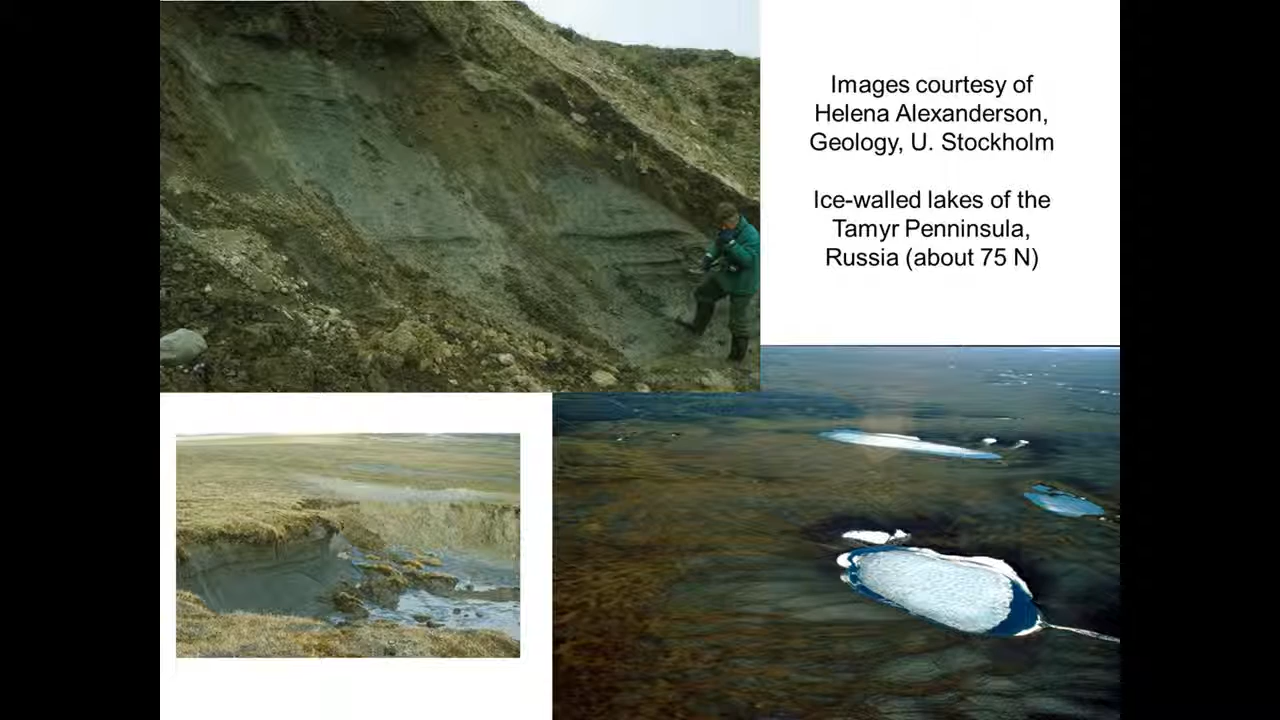 Images courtesy of
Helena Alexanderson,
Geology, U. Stockholm
Ice-walled lakes of the
Tamyr Penninsula,
Russia (about 75 N)